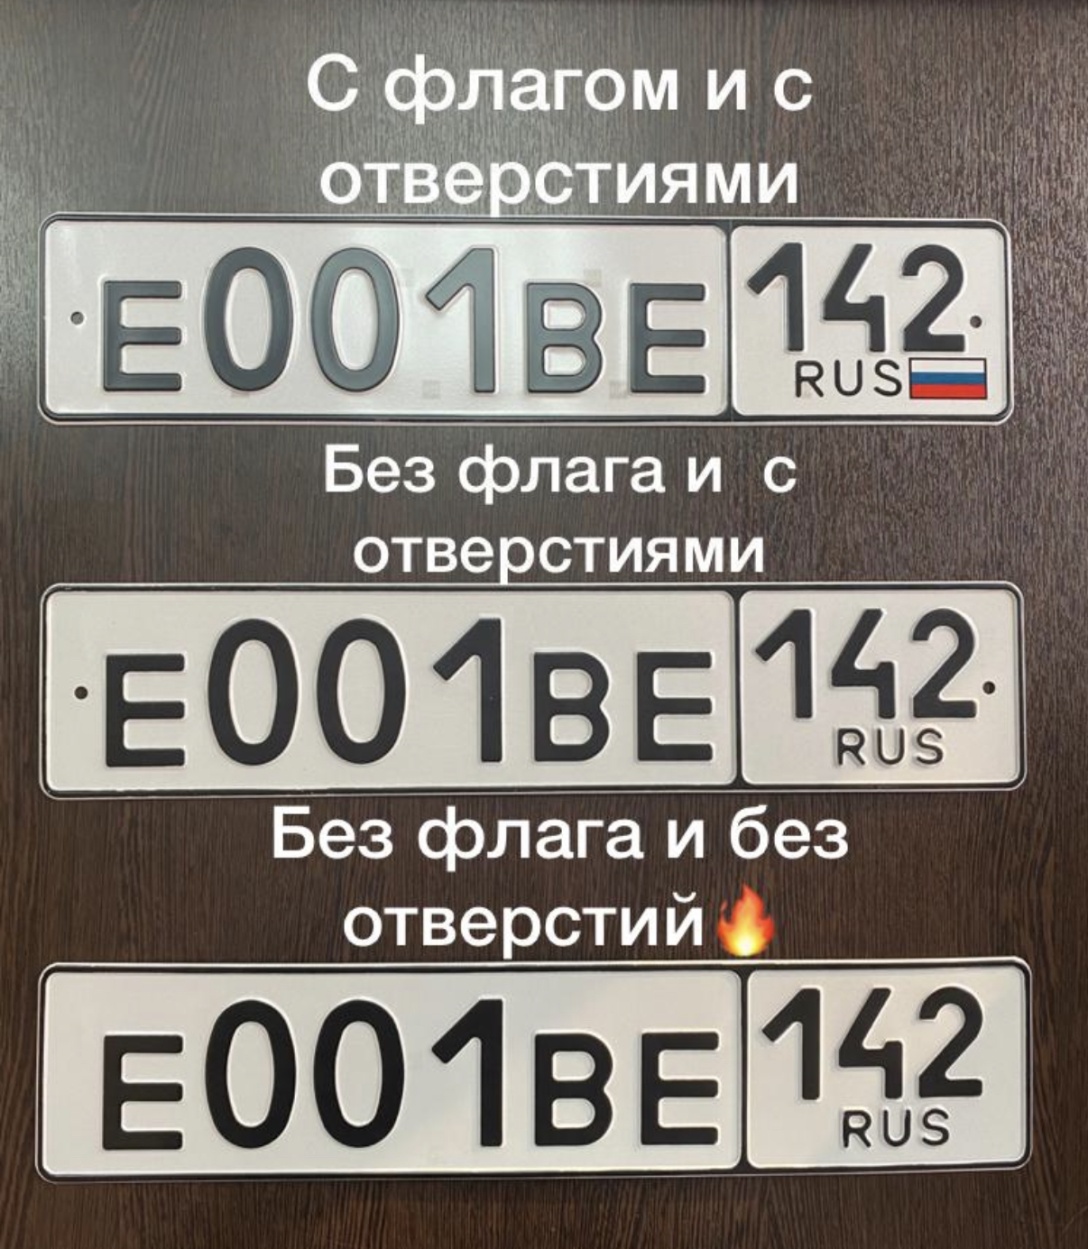 С флагом и с
отверстиями
Е001ВЕ 142
RUS
Без флага и с
отверстиями
Е001ВЕ 142
RUS
Без флага и без
отверстий🔥
Е001ВЕ 142
RUS